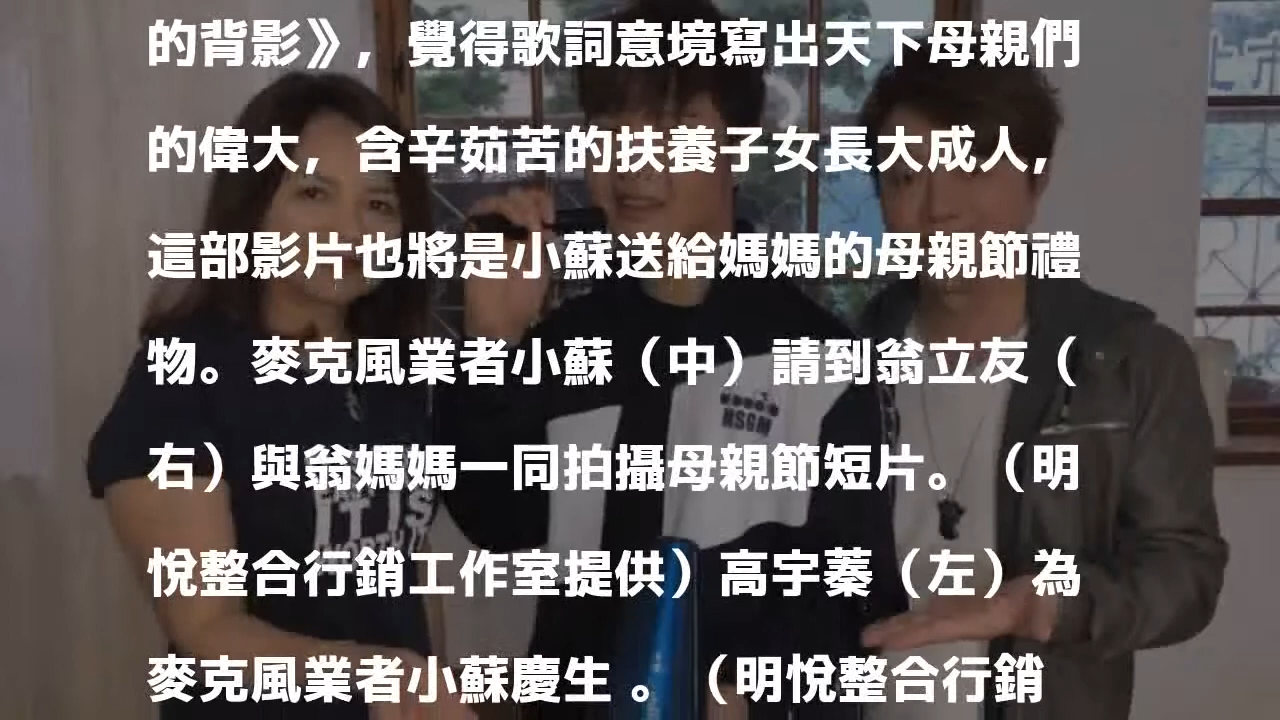 的背影》，覺得歌詞意境寫出天下母親們
的偉大，含辛茹苦的扶養子女長大成人，
這部影片也將是小蘇送給媽媽的母親節禮
物。麥克風業者小蘇（中）請到翁立友（
右）與翁媽媽一同拍攝母親節短片。（明
悅整合行銷工作室提供）高宇蓁（左）為
麥克風業者小蘇慶生 。（明悅整合行銷
MSGM
IT IS